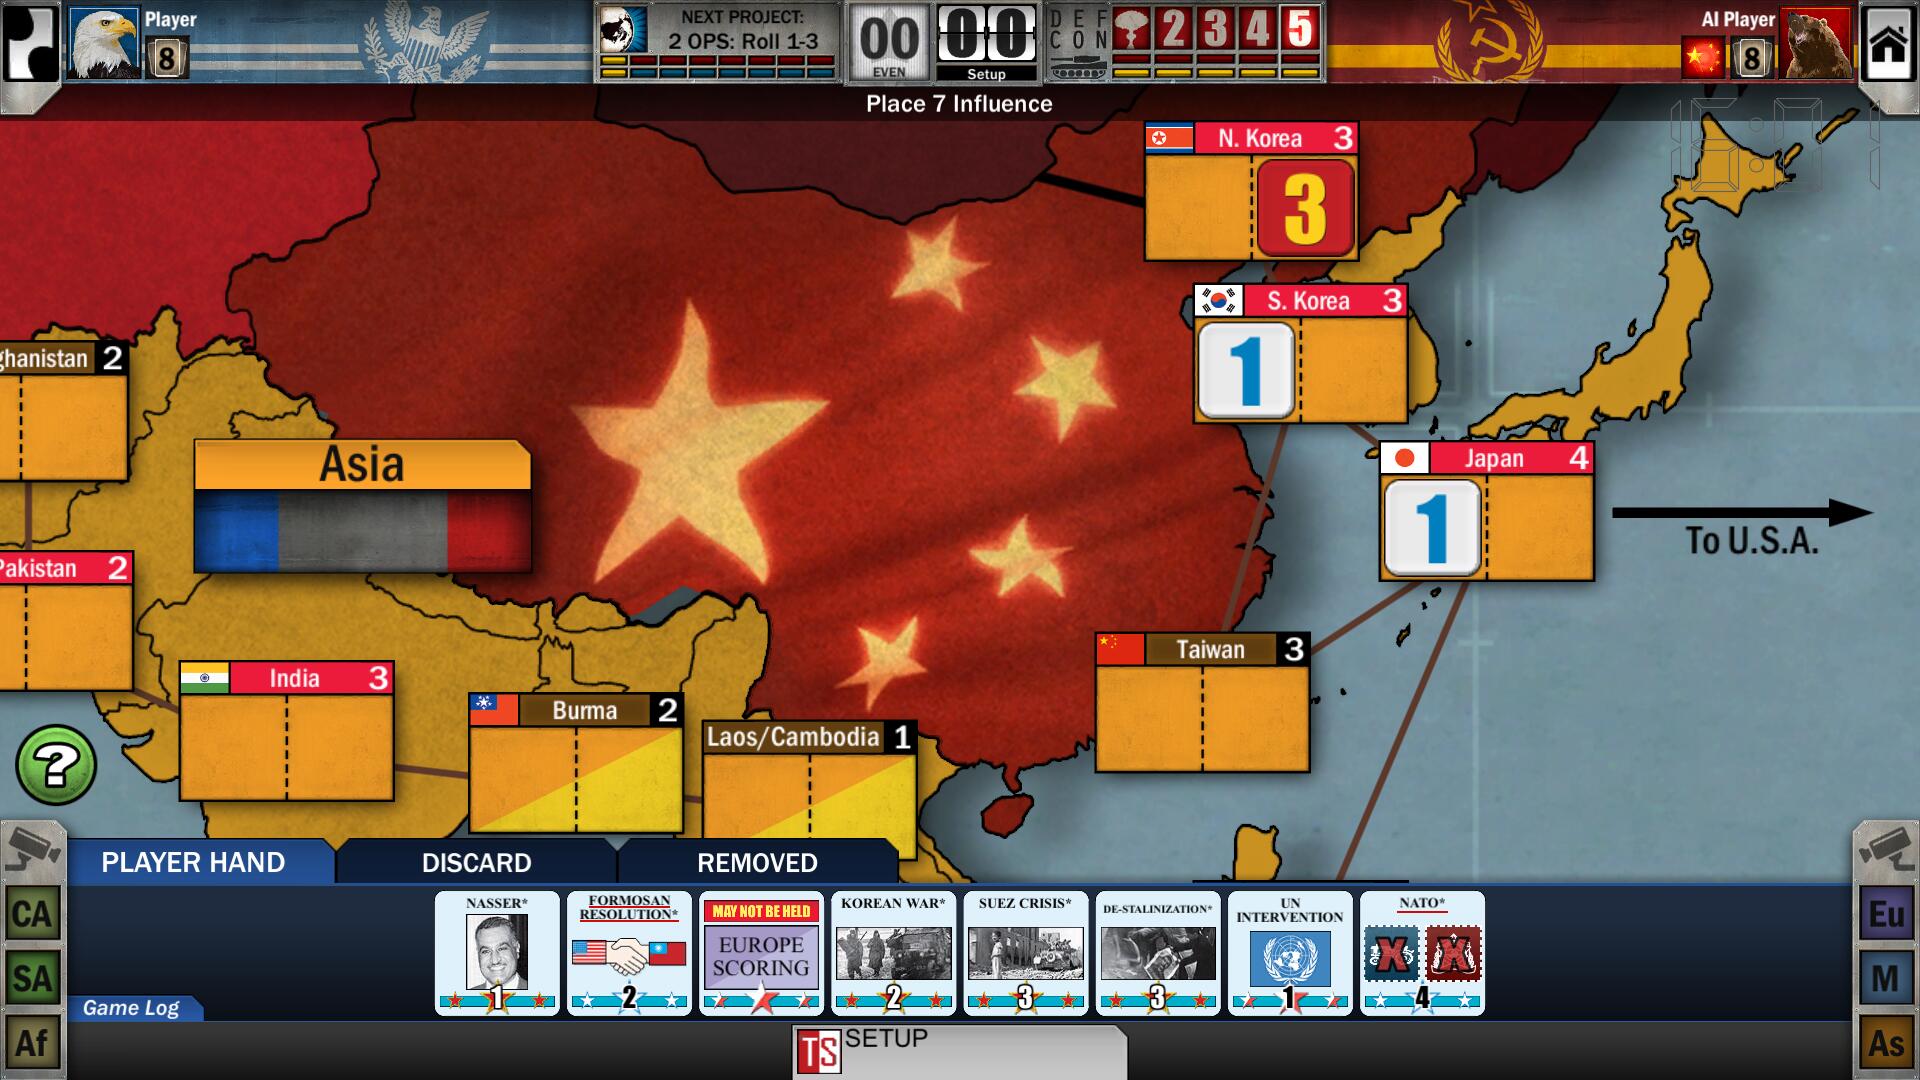 Player
8
NEXT PROJECT:
2 OPS: Roll 1-3
00
EVEN
00
Setup
DEF
CON
2 3 4 5
AI Player
8
Place 7 Influence
N. Korea 3
3
S. Korea 3
1
ghanistan 2
Asia
Japan 4
1
To U.S.A.
Pakistan 2
Taiwan 3
India 3
Burma 2
Laos/Cambodia 1
?
PLAYER HAND
DISCARD
REMOVED
NASSER*
1
FORMOSAN
RESOLUTION*
2
MAY NOT BE HELD
EUROPE
SCORING
KOREAN WAR*
2
SUEZ CRISIS*
3
DE-STALINIZATION*
3
UN
INTERVENTION
1
NATO*
X X
4
CA
SA
Af
Eu
M
As
Game Log
TS SETUP